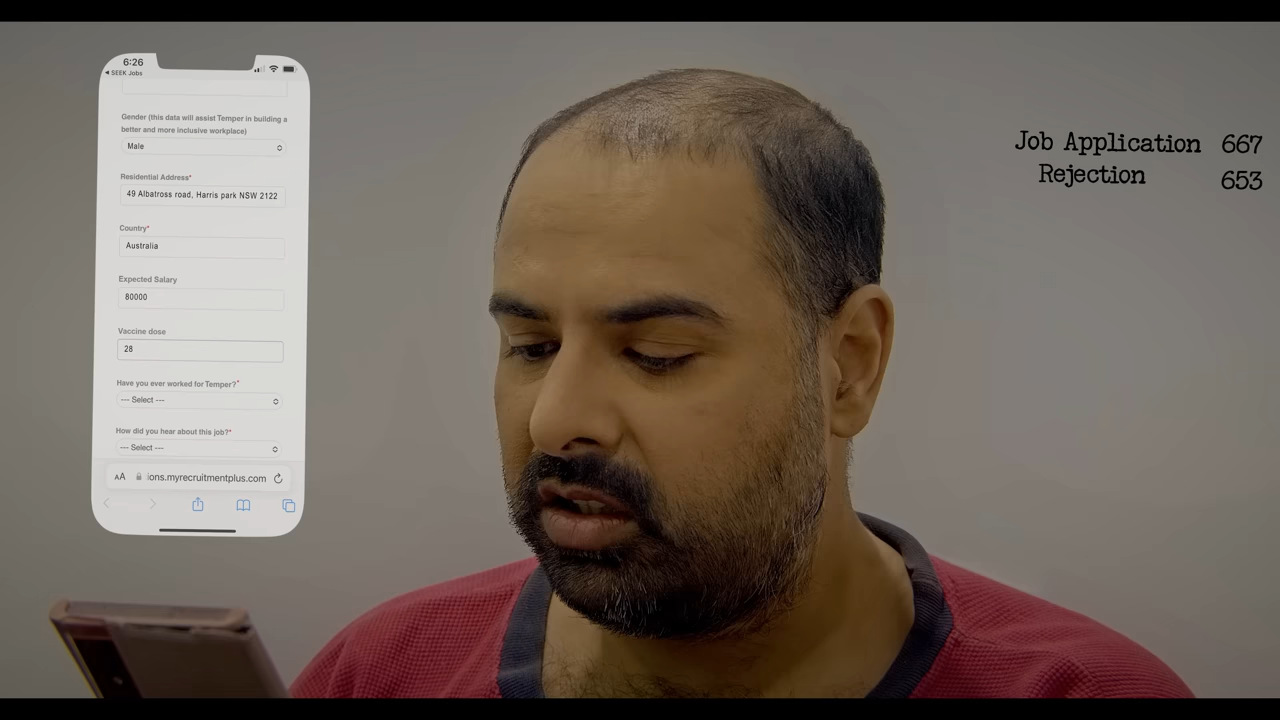 6:26
SEEK Jobs
Gender (this data will assist Temper in building a
better and more inclusive workplace)
Male
Residential Address*
49 Albatross road, Harris park NSW 2122
Country*
Australia
Expected Salary
80000
Vaccine dose
28
Have you ever worked for Temper?*
--- Select ---
How did you hear about this job?*
--- Select ---
AA ions.myrecruitmentplus.com
Job Application 667
Rejection 653